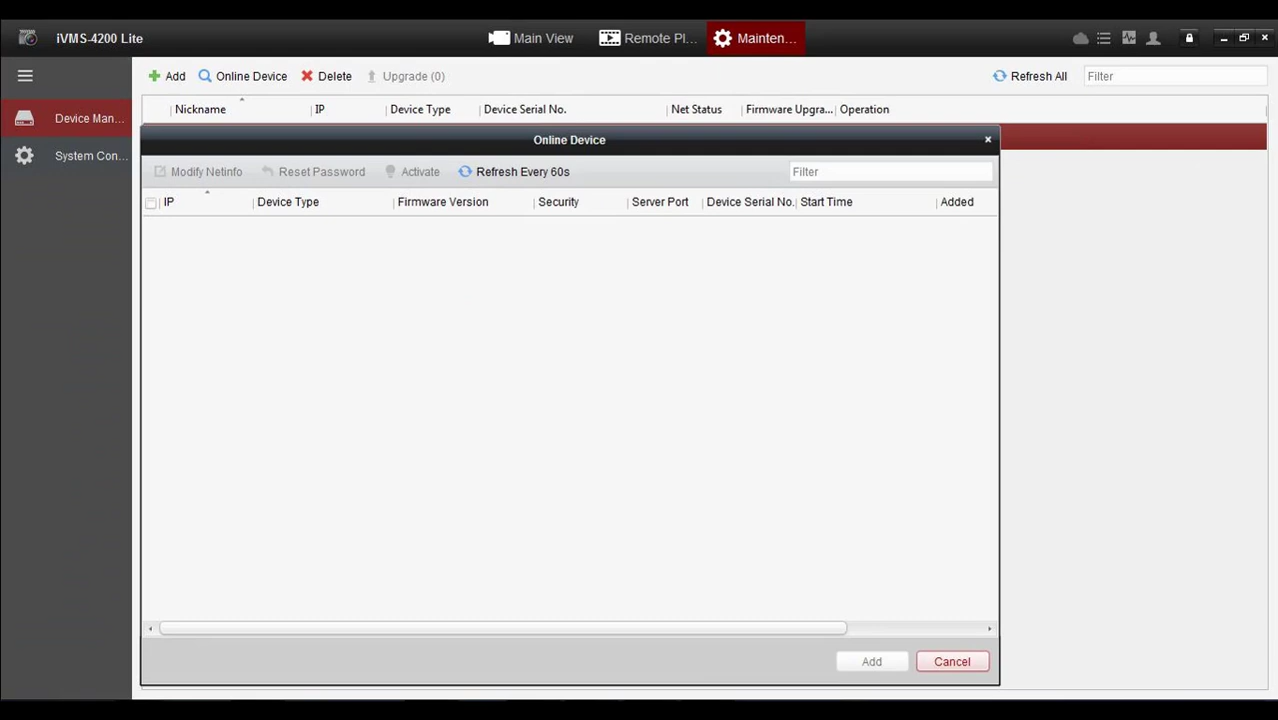 iVMS-4200 Lite Main View Remote Pl... Mainten...
Add Online Device Delete Upgrade (0) Refresh All Filter
Nickname IP Device Type Device Serial No. Net Status Firmware Upgra... Operation
Device Man...
System Con...
Online Device
Modify Netinfo Reset Password Activate Refresh Every 60s Filter
IP Device Type Firmware Version Security Server Port Device Serial No. Start Time Added
Add Cancel